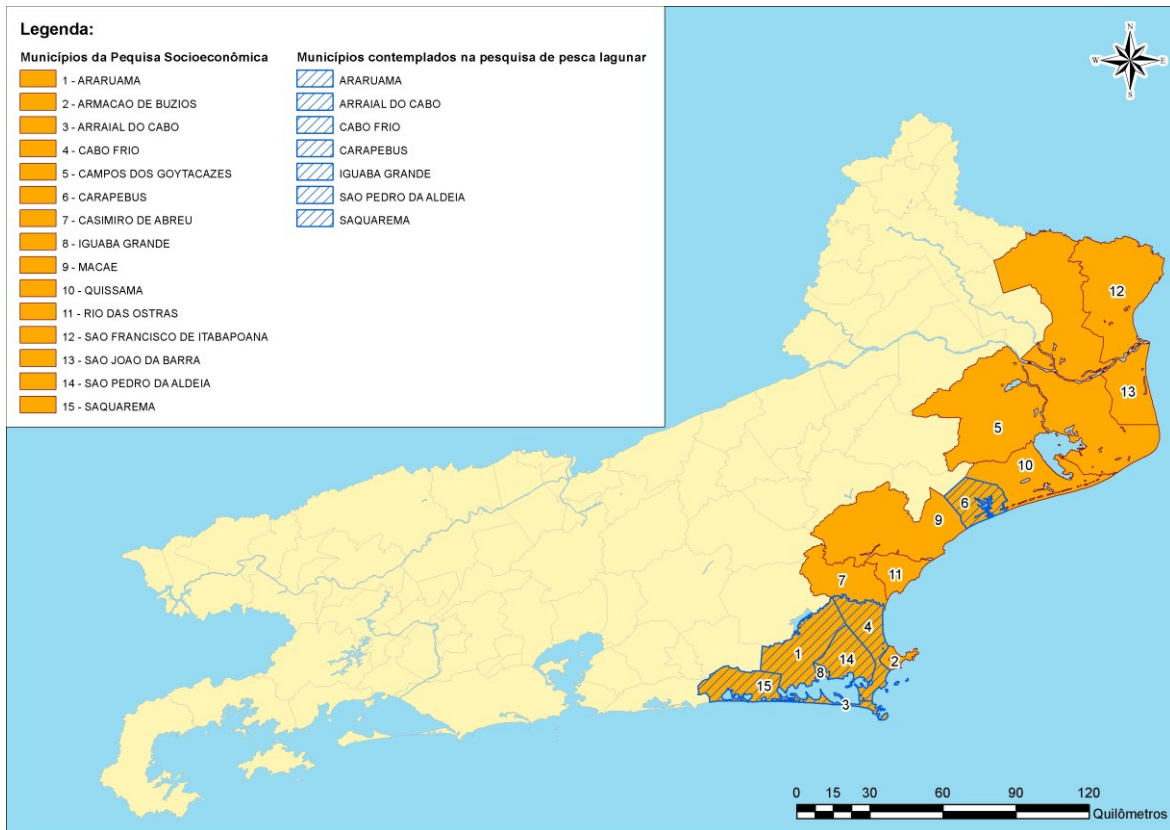 Legenda:
Municípios da Pequisa Socioeconômica
1 - ARARUAMA
2 - ARMACAO DE BUZIOS
3 - ARRAIAL DO CABO
4 - CABO FRIO
5 - CAMPOS DOS GOYTACAZES
6 - CARAPEBUS
7 - CASIMIRO DE ABREU
8 - IGUABA GRANDE
9 - MACAE
10 - QUISSAMA
11 - RIO DAS OSTRAS
12 - SAO FRANCISCO DE ITABAPOANA
13 - SAO JOAO DA BARRA
14 - SAO PEDRO DA ALDEIA
15 - SAQUAREMA
Municípios contemplados na pesquisa de pesca lagunar
ARARUAMA
ARRAIAL DO CABO
CABO FRIO
CARAPEBUS
IGUABA GRANDE
SAO PEDRO DA ALDEIA
SAQUAREMA
N
W E
S
12
13
5
10
6
9
11
7
4
1
14
2
8
15
3
0 15 30 60 90 120
Quilômetros